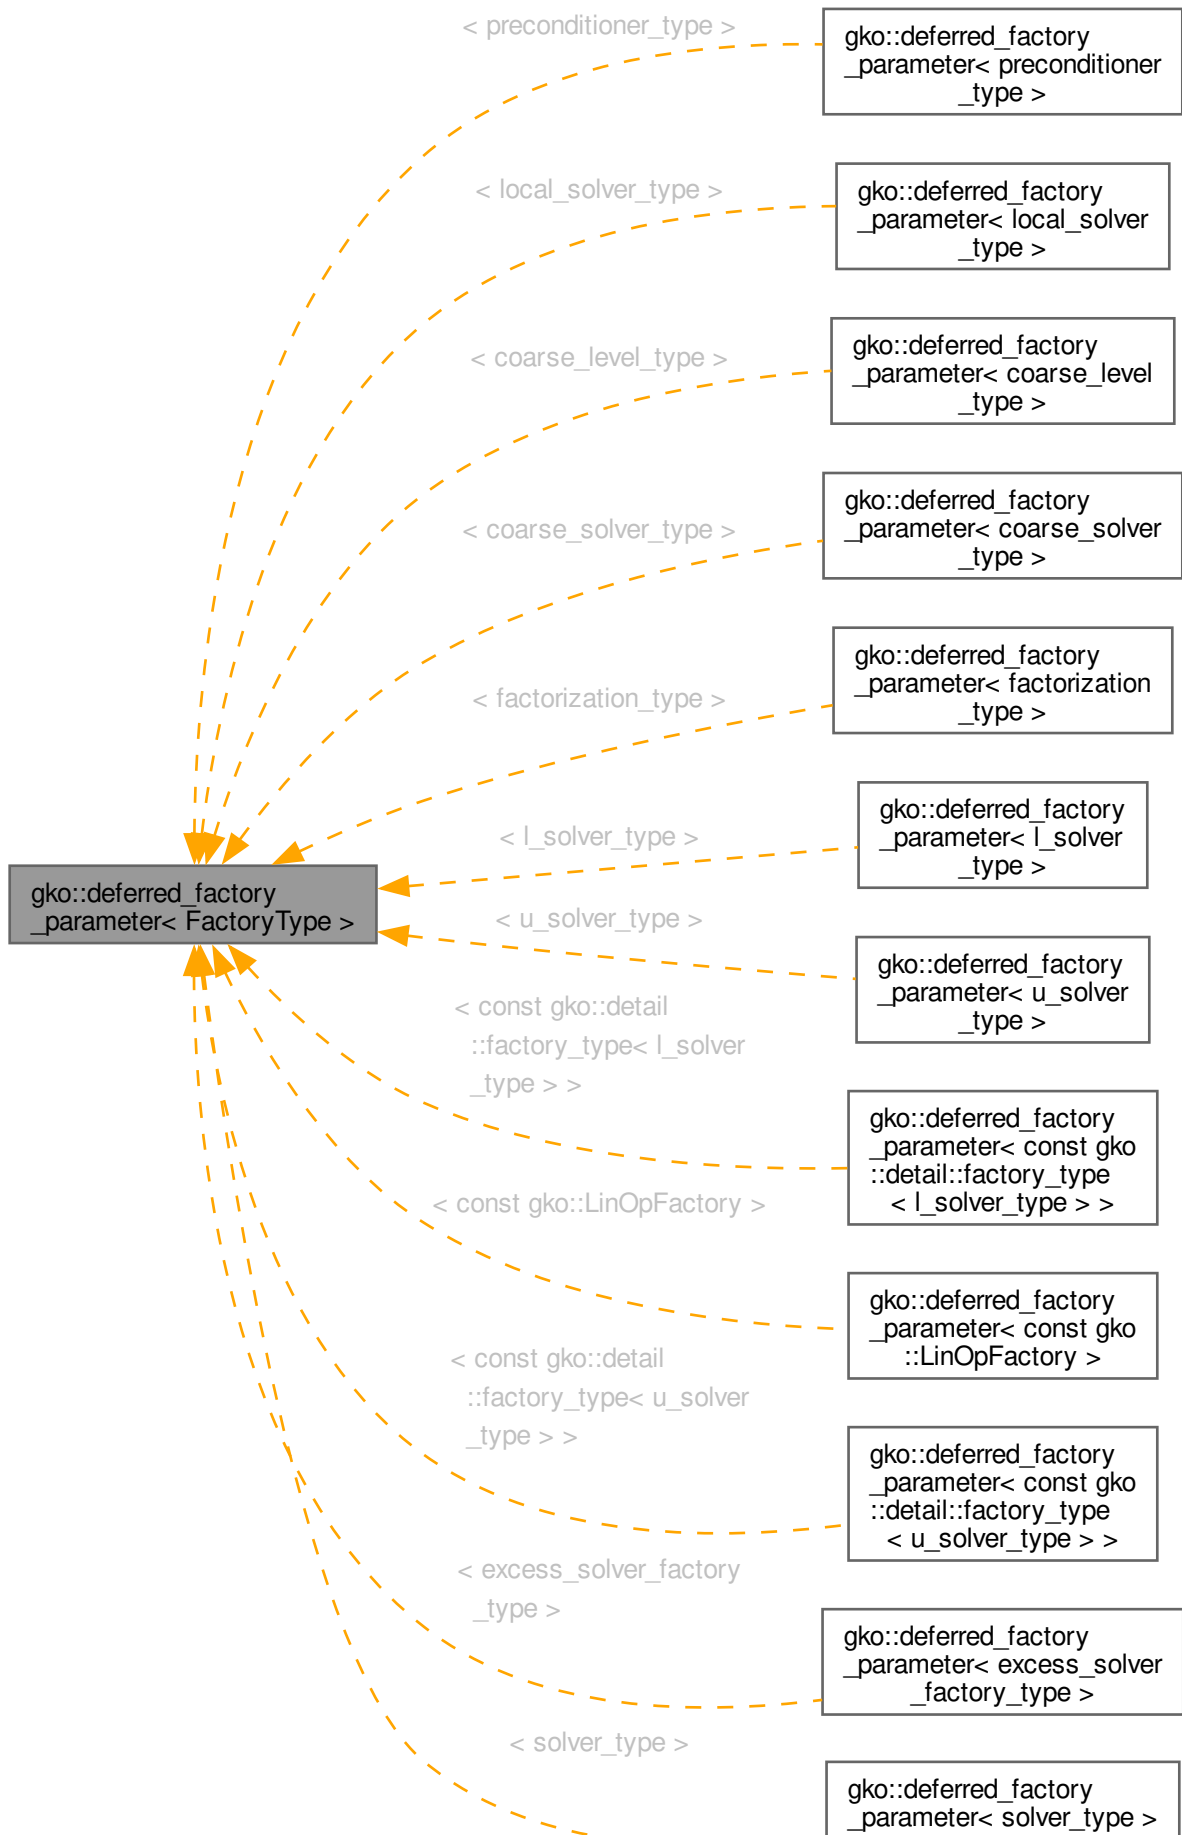 < preconditioner_type >
gko::deferred_factory
_parameter< preconditioner
_type >
< local_solver_type >
gko::deferred_factory
_parameter< local_solver
_type >
< coarse_level_type >
gko::deferred_factory
_parameter< coarse_level
_type >
< coarse_solver_type >
gko::deferred_factory
_parameter< coarse_solver
_type >
< factorization_type >
gko::deferred_factory
_parameter< factorization
_type >
< l_solver_type >
gko::deferred_factory
_parameter< l_solver
_type >
gko::deferred_factory
_parameter< FactoryType >
< u_solver_type >
gko::deferred_factory
_parameter< u_solver
_type >
< const gko::detail
::factory_type< l_solver
_type > >
gko::deferred_factory
_parameter< const gko
::detail::factory_type
< l_solver_type > >
< const gko::LinOpFactory >
gko::deferred_factory
_parameter< const gko
::LinOpFactory >
< const gko::detail
::factory_type< u_solver
_type > >
gko::deferred_factory
_parameter< const gko
::detail::factory_type
< u_solver_type > >
< excess_solver_factory
_type >
gko::deferred_factory
_parameter< excess_solver
_factory_type >
< solver_type >
gko::deferred_factory
_parameter< solver_type >